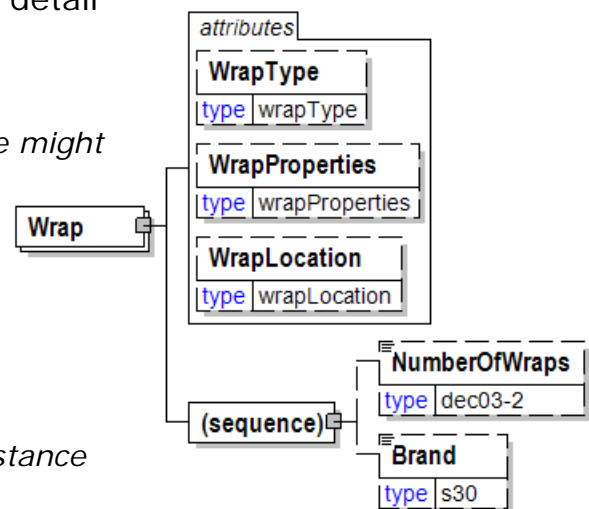 detail
attributes
WrapType
type wrapType
e might
WrapProperties
type wrapProperties
Wrap
WrapLocation
type wrapLocation
NumberOfWraps
type dec03-2
(sequence)
stance
Brand
type s30